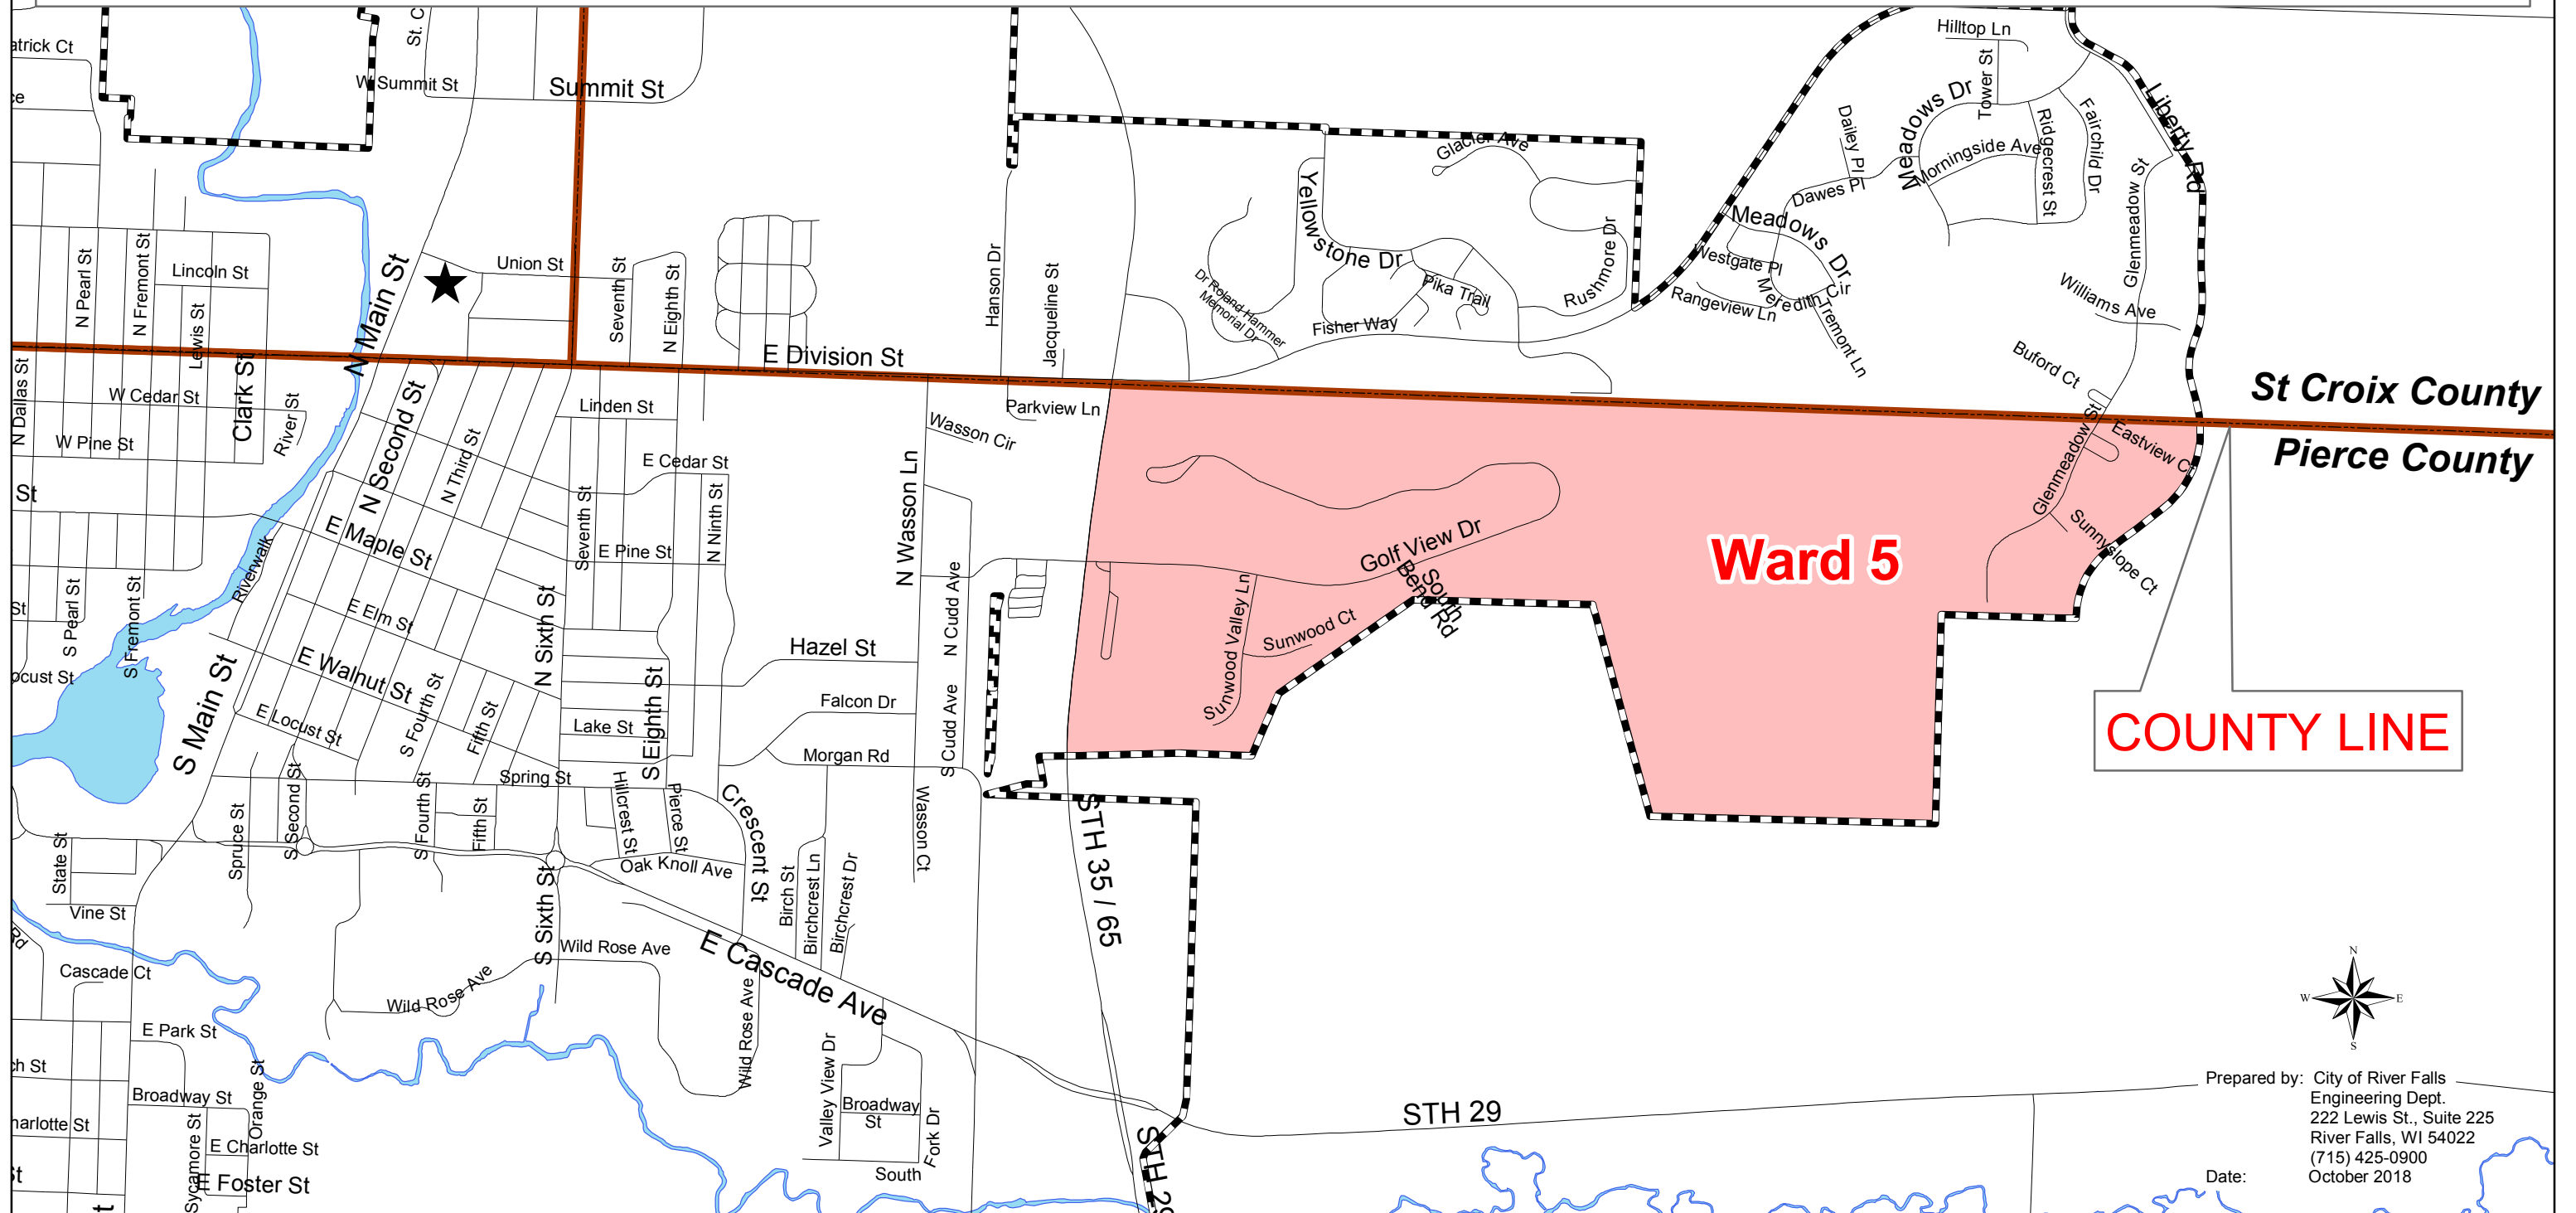 Hilltop Ln
Tower St
Meadows Dr
Liberty Rd
Fairchild Dr
Ridgecrest St
Dailey Pl
Morningside Ave
Dawes Pl
Glenmeadow St
Meadows Dr
Westgate Pl
Meredith Cir
Rangeview Ln
Tremont Ln
Williams Ave
Buford Ct
W Summit St
Summit St
Glacier Ave
Yellowstone Dr
Rushmore Dr
Pika Trail
Fisher Way
Dr Roland Hammer
Memorial Dr
Hanson Dr
Jacqueline St
N Pearl St
N Fremont St
Lincoln St
Lewis St
N Main St
Union St
Seventh St
N Eighth St
E Division St
St Croix County
Pierce County
N Dallas St
W Cedar St
Clark St
River St
W Pine St
St
N Second St
N Third St
Linden St
E Cedar St
Seventh St
E Pine St
N Ninth St
Wasson Cir
Parkview Ln
N Wasson Ln
Golf View Dr
South
Bend Rd
Ward 5
Glenmeadow St
Eastview Ct
Sunnyslope Ct
Sunwood Valley Ln
Sunwood Ct
COUNTY LINE
E Maple St
Riverwalk
E Elm St
S Pearl St
S Fremont St
St
N Sixth St
N Cudd Ave
Hazel St
E Walnut St
S Fourth St
Fifth St
S Main St
E Locust St
Lake St
S Eighth St
Falcon Dr
S Cudd Ave
Morgan Rd
Spring St
Spruce St
S Second St
S Fourth St
Fifth St
Hillcrest St
Pierce St
Crescent St
Wasson Ct
STH 35 / 65
State St
Oak Knoll Ave
Birch St
Birchcrest Ln
Birchcrest Dr
Vine St
Rd
S Sixth St
Wild Rose Ave
E Cascade Ave
Cascade Ct
Wild Rose Ave
Wild Rose Ave
E Park St
Valley View Dr
Broadway
St
Fork Dr
South
Broadway St
Orange St
Sycamore St
E Charlotte St
E Foster St
STH 29
STH 29
N
W
E
S
Prepared by: City of River Falls
Engineering Dept.
222 Lewis St., Suite 225
River Falls, WI 54022
(715) 425-0900
Date: October 2018